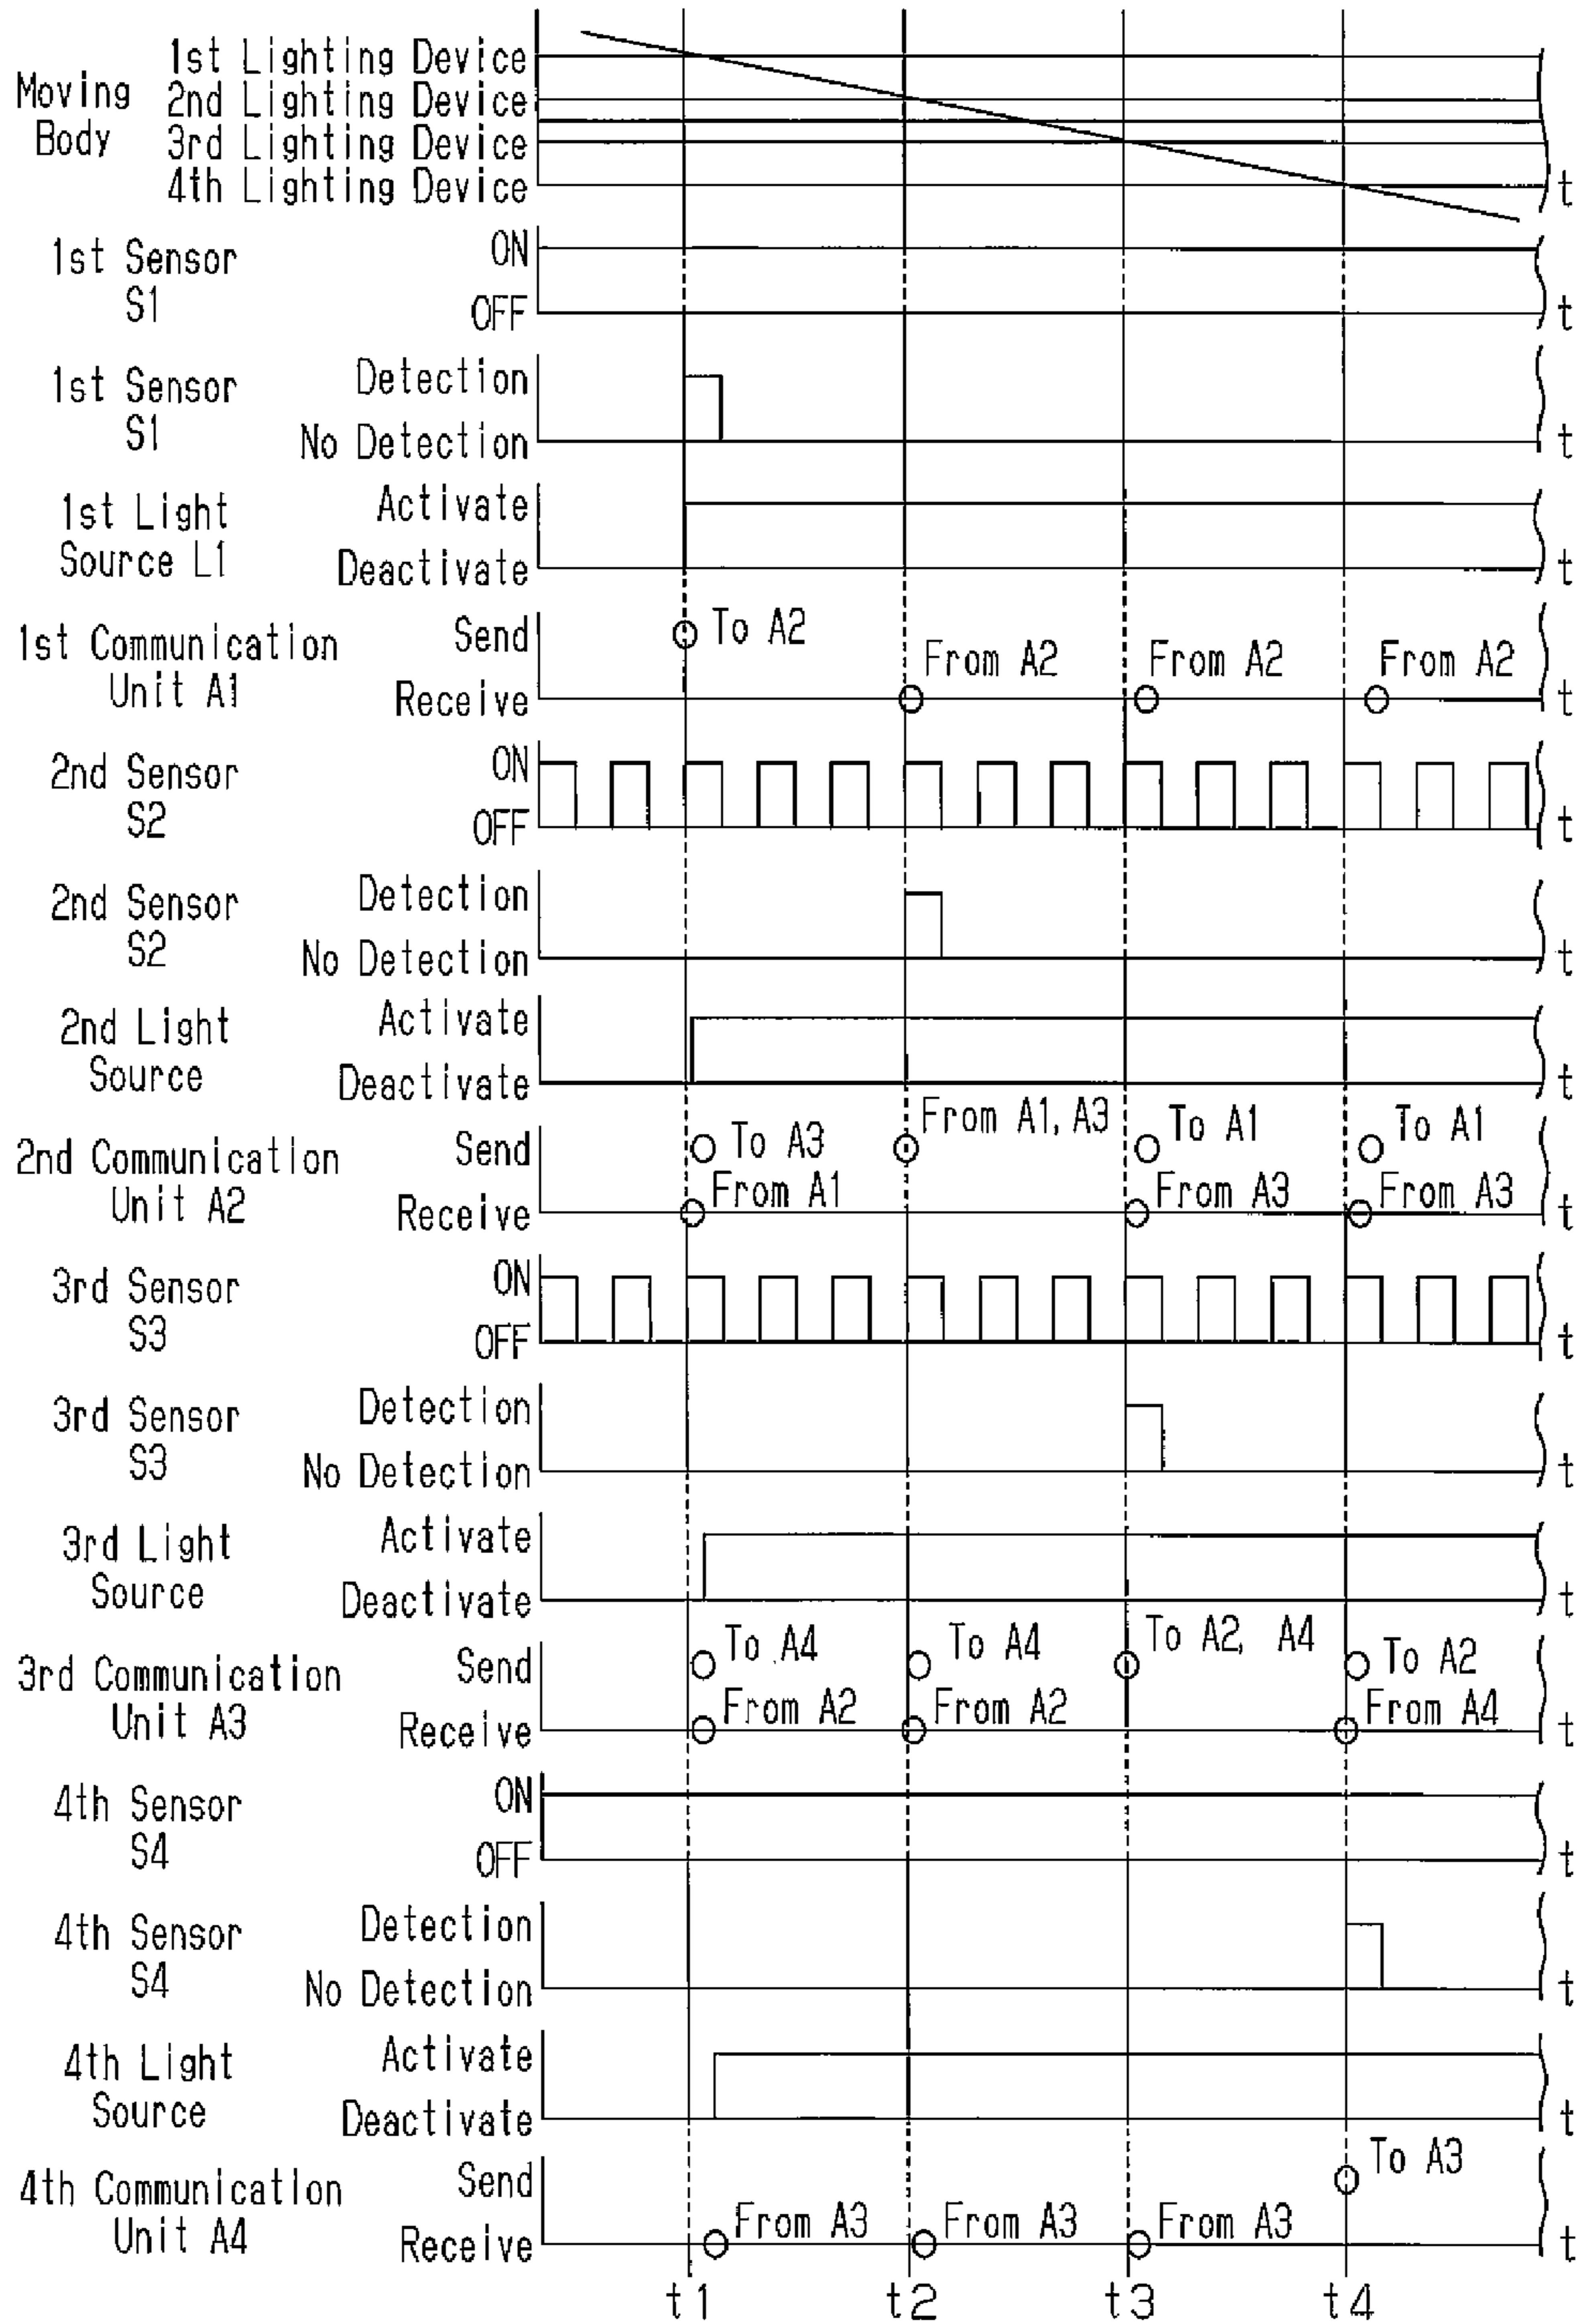 Moving Body
1st Lighting Device
2nd Lighting Device
3rd Lighting Device
4th Lighting Device
t
1st Sensor
S1
ON
OFF
t
1st Sensor
S1
Detection
No Detection
t
1st Light
Source L1
Activate
Deactivate
t
1st Communication
Unit A1
Send
To A2
Receive
From A2
From A2
From A2
t
2nd Sensor
S2
ON
OFF
t
2nd Sensor
S2
Detection
No Detection
t
2nd Light
Source
Activate
Deactivate
t
2nd Communication
Unit A2
Send
To A3
From A1, A3
To A1
To A1
Receive
From A1
From A3
From A3
t
3rd Sensor
S3
ON
OFF
t
3rd Sensor
S3
Detection
No Detection
t
3rd Light
Source
Activate
Deactivate
t
3rd Communication
Unit A3
Send
To A4
To A4
To A2, A4
To A2
Receive
From A2
From A2
From A4
t
4th Sensor
S4
ON
OFF
t
4th Sensor
S4
Detection
No Detection
t
4th Light
Source
Activate
Deactivate
t
4th Communication
Unit A4
Send
To A3
Receive
From A3
From A3
From A3
t
t1 t2 t3 t4